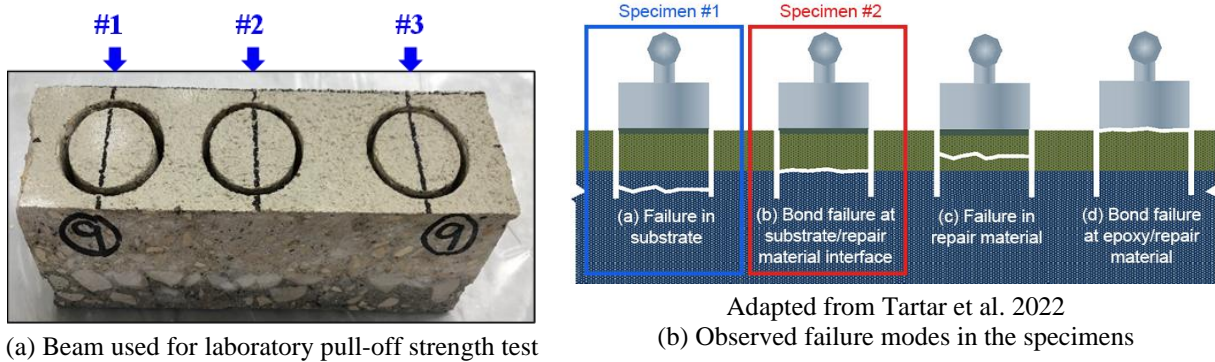 #1
#2
#3
9
9
(a) Beam used for laboratory pull-off strength test
Specimen #1
Specimen #2
(a) Failure in
substrate
(b) Bond failure at
substrate/repair
material interface
(c) Failure in
repair material
(d) Bond failure
at epoxy/repair
material
Adapted from Tartar et al. 2022
(b) Observed failure modes in the specimens